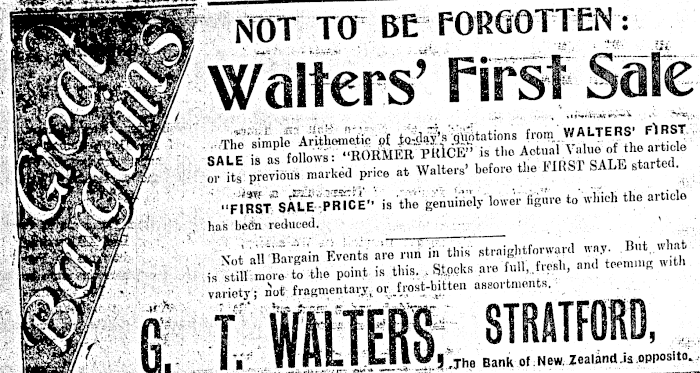 Great
Bargains
NOT TO BE FORGOTTEN:
Walters' First Sale
The simple Arithemetic of to-day's quotations from WALTERS' FIRST
SALE is as follows: "RORMER PRICE" is the Actual Value of the article
or its previous marked price at Walters' before the FIRST SALE started.
"FIRST SALE PRICE" is the genuinely lower figure to which the article
has been reduced.
Not all Bargain Events are run in this straightforward way. But what
is still more to the point is this. Stocks are full, fresh, and teeming with
variety; not fragmentary or frost-bitten assortments.
G. T. WALTERS, STRATFORD,
The Bank of New Zealand is opposite.